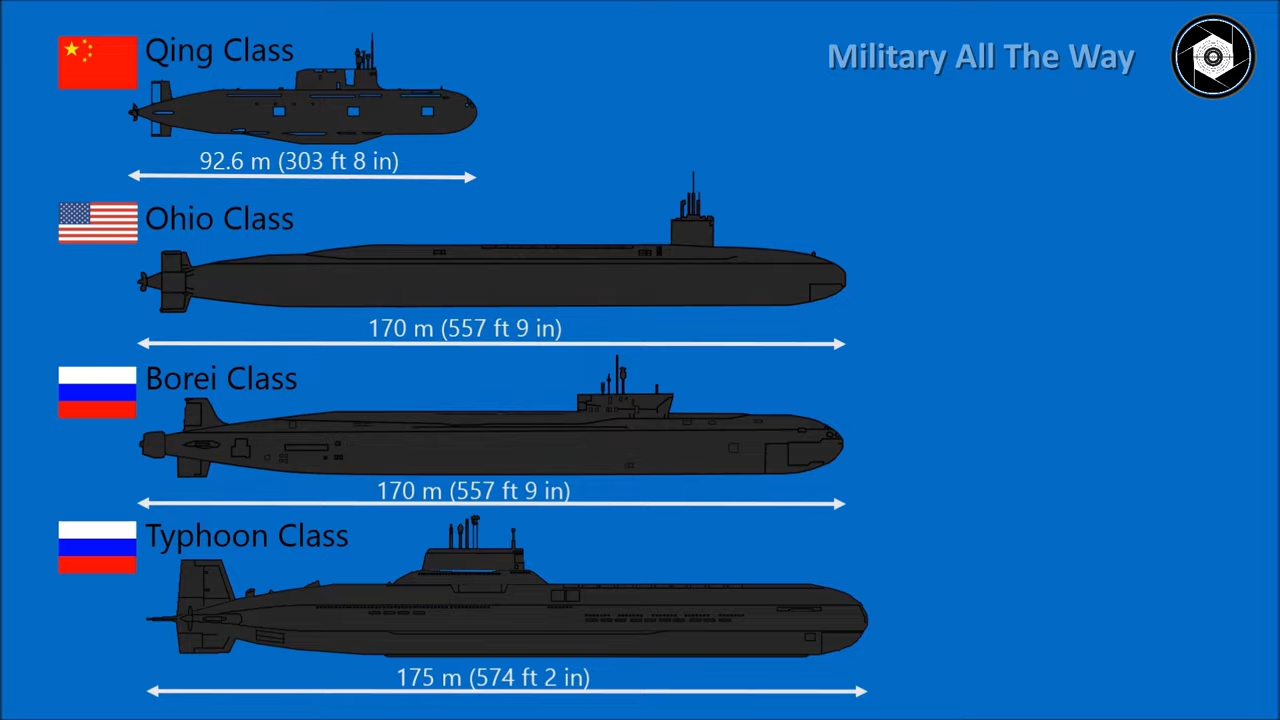 Qing Class
Military All The Way
92.6 m (303 ft 8 in)
Ohio Class
170 m (557 ft 9 in)
Borei Class
170 m (557 ft 9 in)
Typhoon Class
175 m (574 ft 2 in)